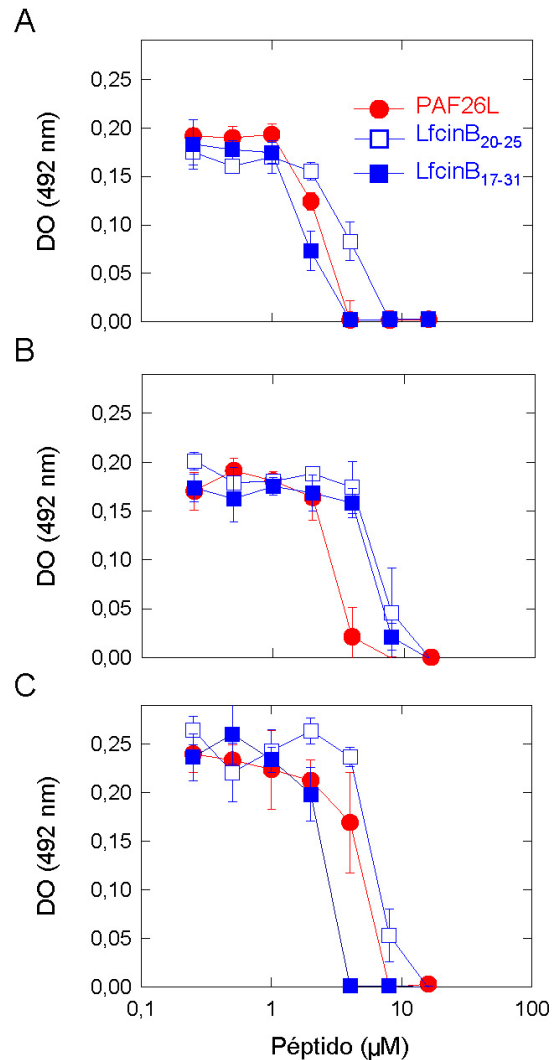 A
DO (492 nm)
0,25
0,20
0,15
0,10
0,05
0,00
PAF26L
LfcinB20-25
LfcinB17-31
B
DO (492 nm)
0,25
0,20
0,15
0,10
0,05
0,00
C
DO (492 nm)
0,25
0,20
0,15
0,10
0,05
0,00
0,1 1 10 100
Péptido (µM)